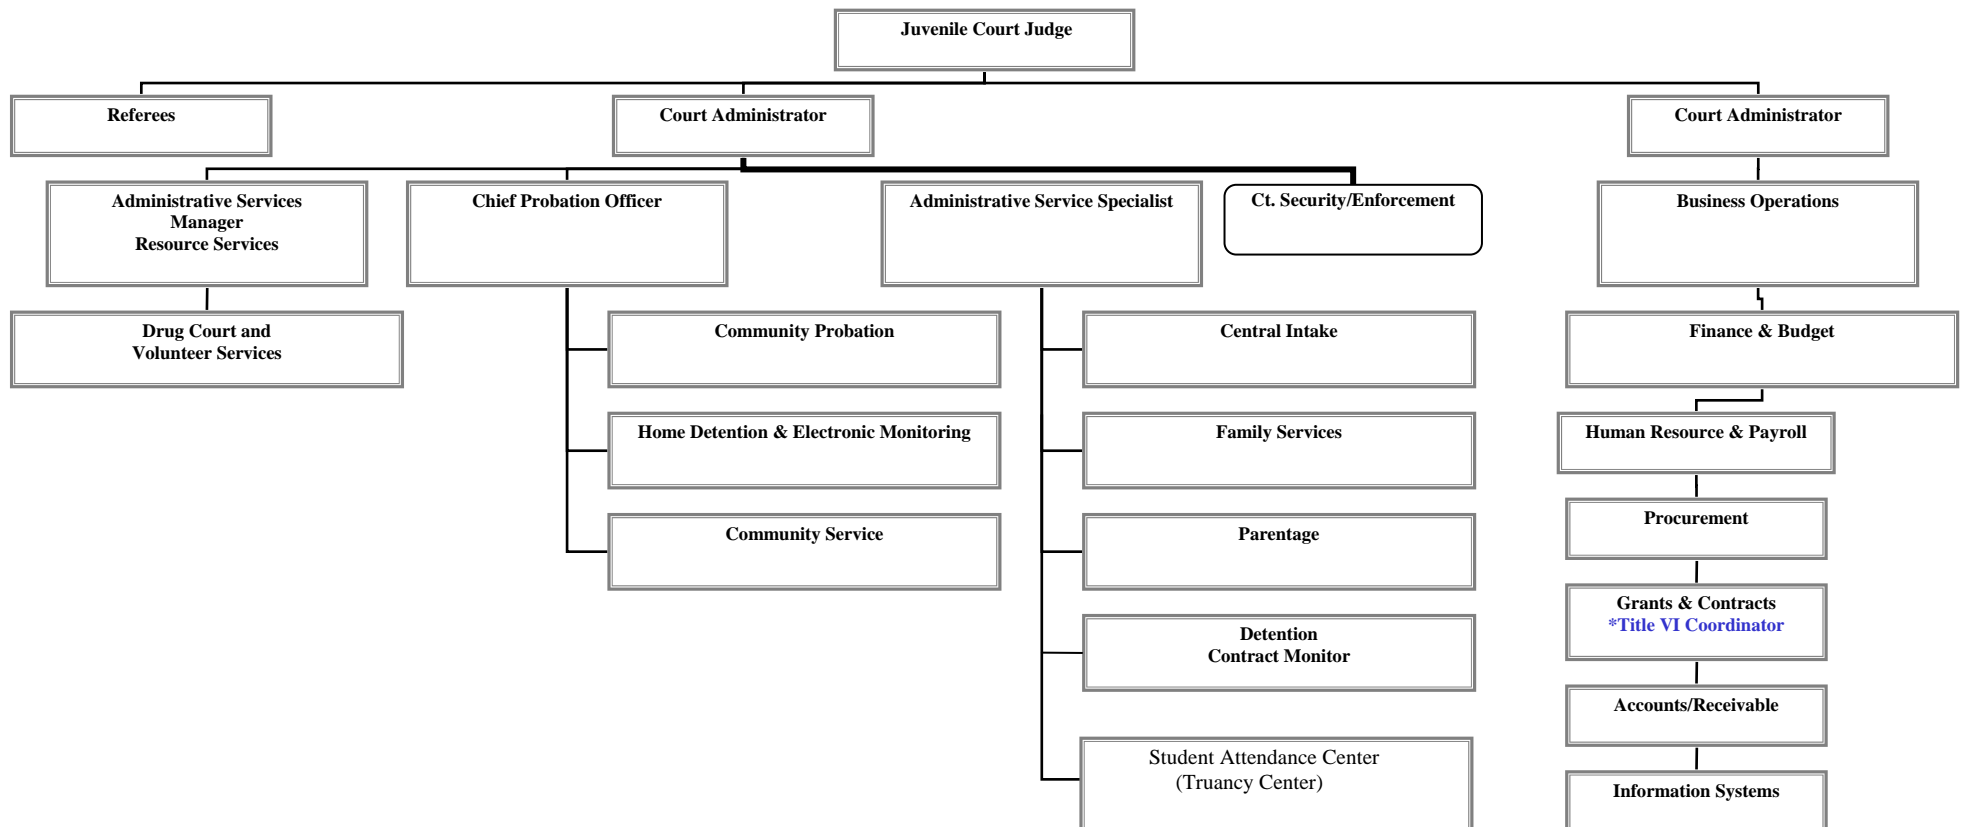 Juvenile Court Judge
Referees
Court Administrator
Court Administrator
Administrative Services
Manager
Resource Services
Chief Probation Officer
Administrative Service Specialist
Ct. Security/Enforcement
Business Operations
Drug Court and
Volunteer Services
Community Probation
Central Intake
Finance & Budget
Home Detention & Electronic Monitoring
Family Services
Human Resource & Payroll
Community Service
Parentage
Procurement
Grants & Contracts
*Title VI Coordinator
Detention
Contract Monitor
Accounts/Receivable
Student Attendance Center
(Truancy Center)
Information Systems